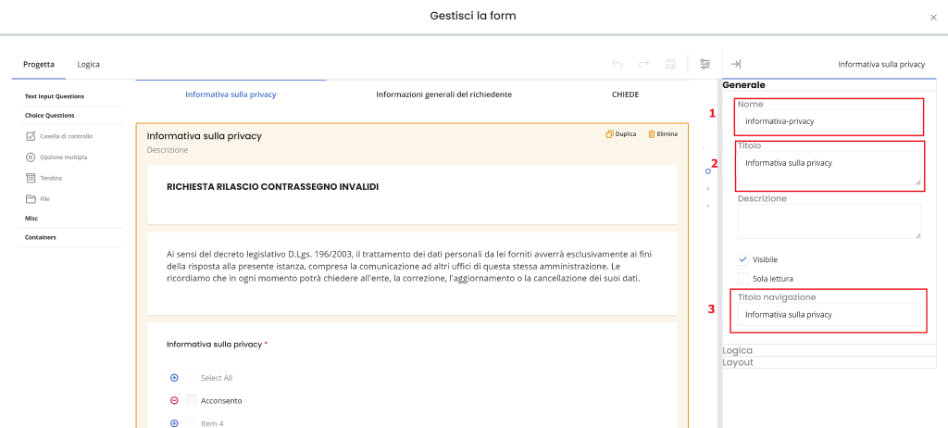 Gestisci la form
Progetta
Logica
Informativa sulla privacy
Text Input Questions
Choice Questions
Casella di controllo
Opzione multipla
Tendina
File
Misc
Containers
Informativa sulla privacy
Informazioni generali del richiedente
CHIEDE
Informativa sulla privacy
Duplica
Elimina
Descrizione
RICHIESTA RILASCIO CONTRASSEGNO INVALIDI
Ai sensi del decreto legislativo D.Lgs. 196/2003, il trattamento dei dati personali da lei forniti avverrà esclusivamente ai fini
della risposta alla presente istanza, compresa la comunicazione ad altri uffici di questa stessa amministrazione. Le
ricordiamo che in ogni momento potrà chiedere all'ente, la correzione, l'aggiornamento o la cancellazione dei suoi dati.
Informativa sulla privacy *
Select All
Acconsento
Item 4
Generale
1
Nome
informativa-privacy
2
Titolo
Informativa sulla privacy
Descrizione
Visibile
Sola lettura
3
Titolo navigazione
Informativa sulla privacy
Logica
Layout